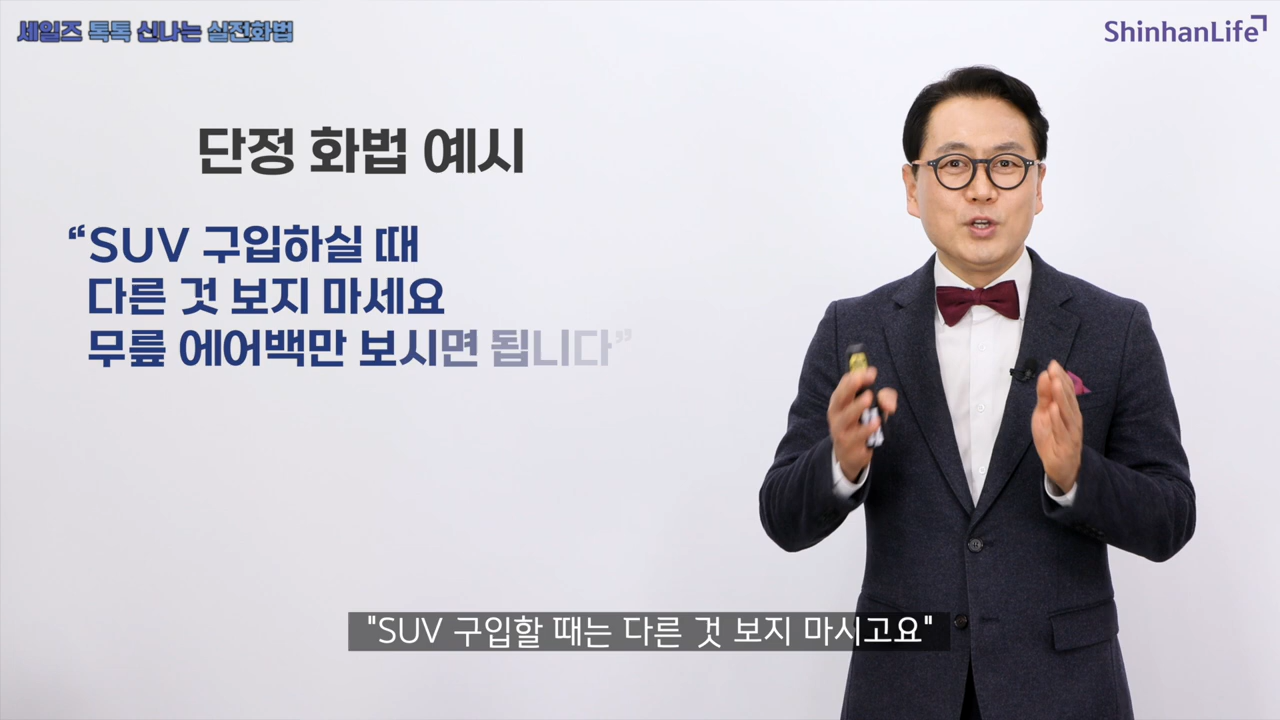 세일즈 톡톡 신나는 실전화법
ShinhanLife
단정 화법 예시
“SUV 구입하실 때
다른 것 보지 마세요
무릎 에어백만 보시면 됩니다”
"SUV 구입할 때는 다른 것 보지 마시고요"